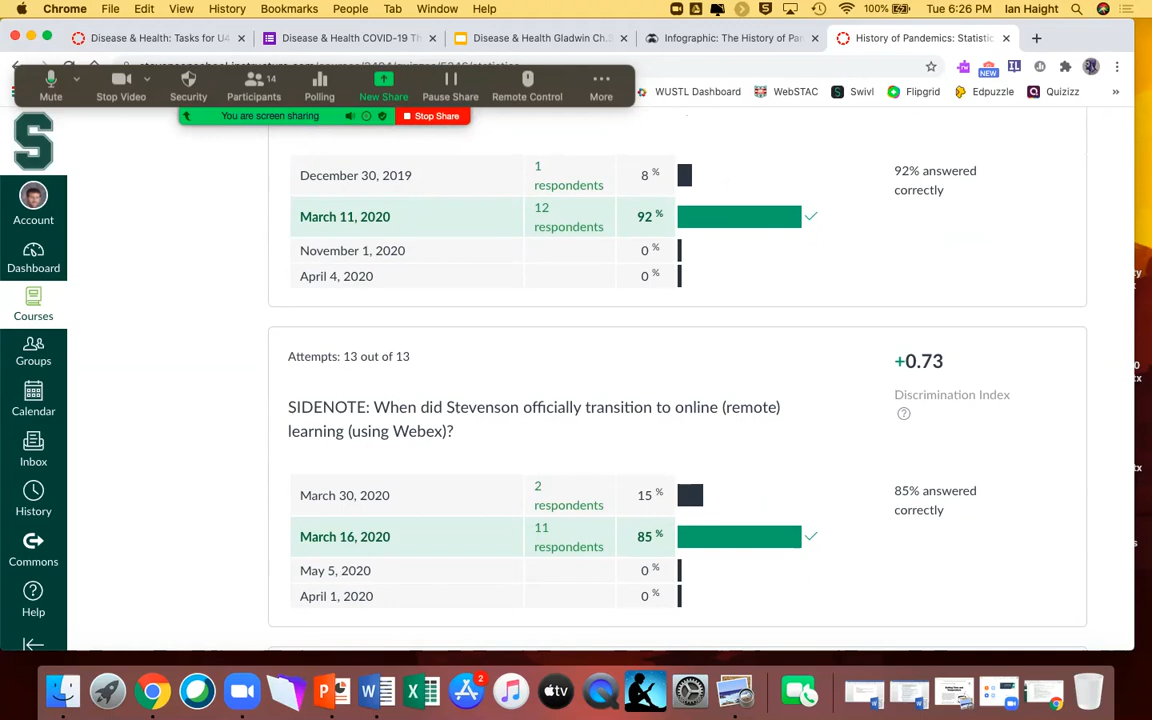 Chrome File Edit View History Bookmarks People Tab Window Help 100% Tue 6:26 PM Ian Haight
Disease & Health: Tasks for U4 Disease & Health COVID-19 Th Disease & Health Gladwin Ch.3 Infographic: The History of Pan History of Pandemics: Statistic
Mute Stop Video Security 14 Participants Polling New Share Pause Share Remote Control More
NEW
WUSTL Dashboard WebSTAC Swivl Flipgrid Edpuzzle Quizizz »
You are screen sharing Stop Share
S
Account
Dashboard
Courses
Groups
Calendar
Inbox
History
Commons
Help
December 30, 2019 1 respondents 8 %
92% answered correctly
March 11, 2020 12 respondents 92 %
November 1, 2020 0 %
April 4, 2020 0 %
Attempts: 13 out of 13
+0.73
Discrimination Index
?
SIDENOTE: When did Stevenson officially transition to online (remote)
learning (using Webex)?
March 30, 2020 2 respondents 15 %
85% answered correctly
March 16, 2020 11 respondents 85 %
May 5, 2020 0 %
April 1, 2020 0 %
2